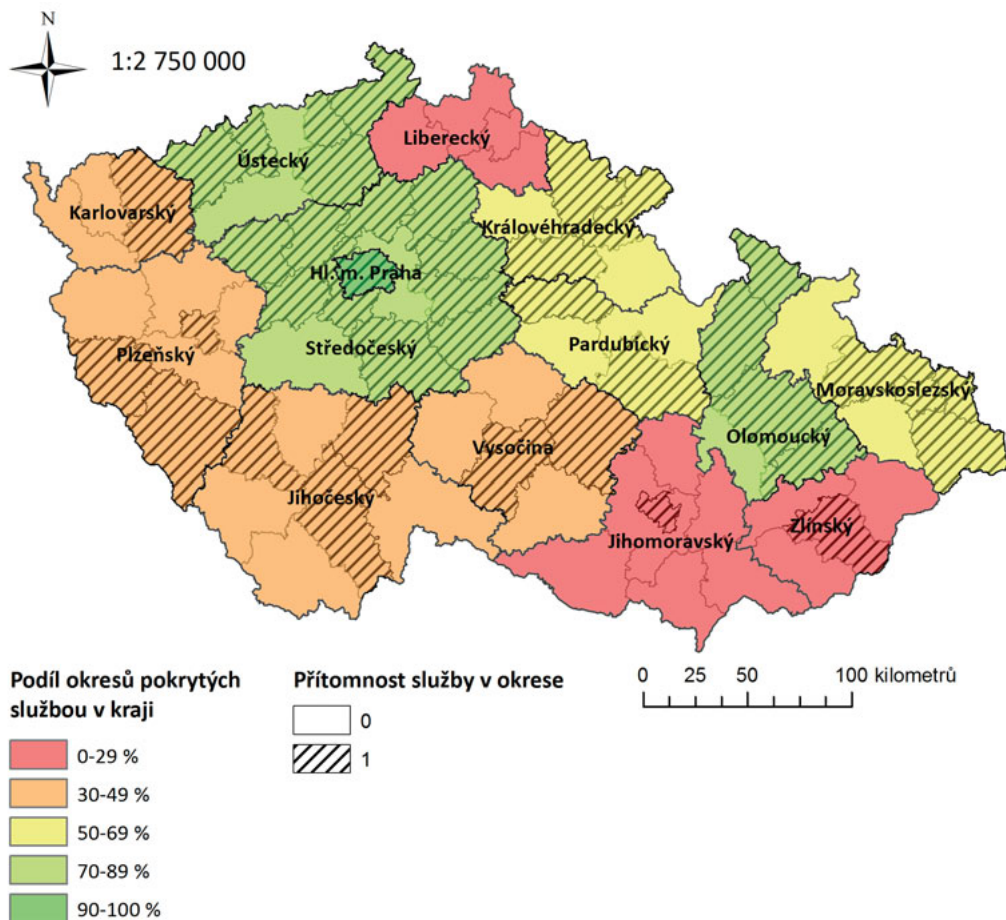 N
1:2 750 000
Liberecký
Ústecký
Karlovarský
Královéhradecký
Hl. m. Praha
Středočeský
Pardubický
Plzeňský
Moravskoslezský
Olomoucký
Vysočina
Jihočeský
Zlínský
Jihomoravský
Podíl okresů pokrytých
službou v kraji
0-29 %
30-49 %
50-69 %
70-89 %
90-100 %
Přítomnost služby v okrese
0
1
0 25 50 100 kilometrů